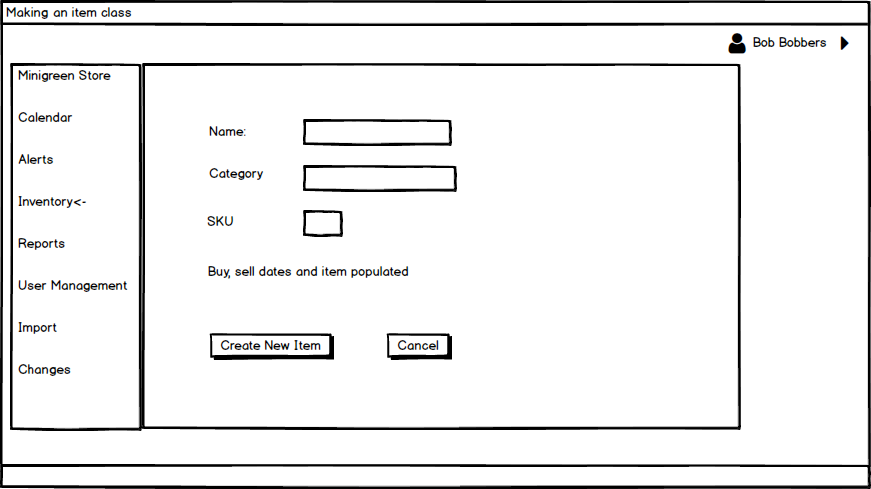 Making an item class
Bob Bobbers
Minigreen Store
Calendar
Alerts
Inventory<-
Reports
User Management
Import
Changes
Name:
Category
SKU
Buy, sell dates and item populated
Create New Item
Cancel